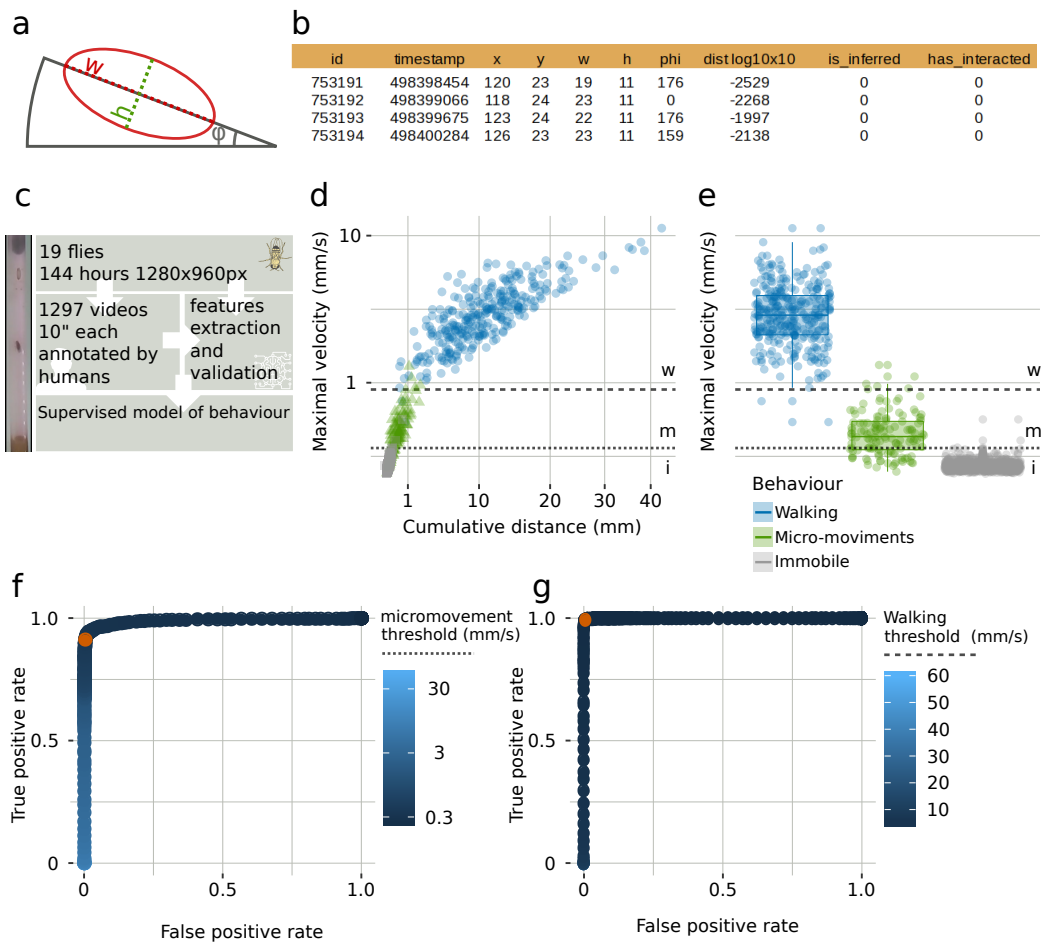 a
w
h
φ
b
id timestamp x y w h phi distlog10x10 is_inferred has_interacted
753191 498398454 120 23 19 11 176 -2529 0 0
753192 498399066 118 24 23 11 0 -2268 0 0
753193 498399675 123 24 22 11 176 -1997 0 0
753194 498400284 126 23 23 11 159 -2138 0 0
c
19 flies
144 hours 1280x960px
1297 videos
10" each
annotated by
humans
features
extraction
and
validation
Supervised model of behaviour
d
Maximal velocity (mm/s)
10
1
w
m
i
1 10 20 30 40
Cumulative distance (mm)
e
Maximal velocity (mm/s)
w
m
i
Behaviour
Walking
Micro-moviments
Immobile
f
True positive rate
1.0
0.5
0
0 0.5 1.0
False positive rate
micromovement
threshold (mm/s)
30
3
0.3
g
True positive rate
1.0
0.5
0
0 0.5 1.0
False positive rate
Walking
threshold (mm/s)
60
50
40
30
20
10